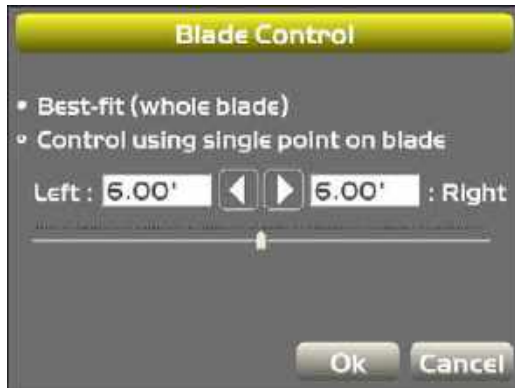 Blade Control
Best-fit (whole blade)
Control using single point on blade
Left : 6.00' 6.00' : Right
Ok Cancel